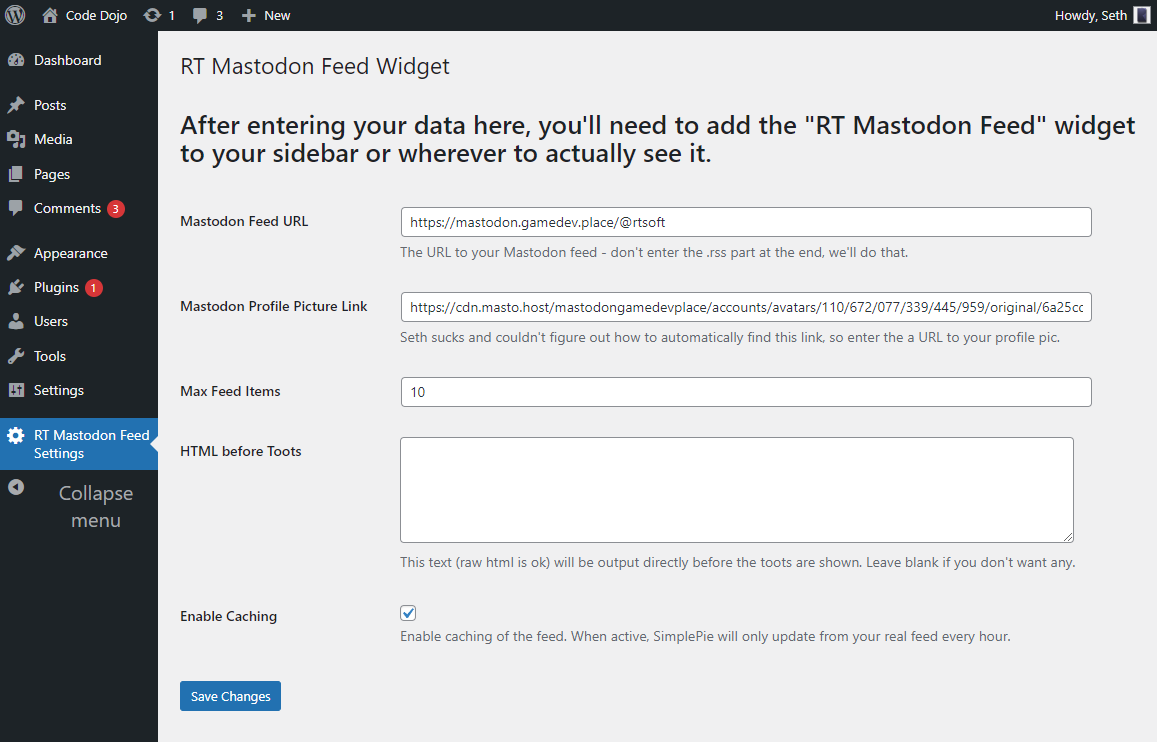 Code Dojo 1 3 New Howdy, Seth
Dashboard
Posts
Media
Pages
Comments 3
Appearance
Plugins 1
Users
Tools
Settings
RT Mastodon Feed
Settings
Collapse
menu
RT Mastodon Feed Widget
After entering your data here, you'll need to add the "RT Mastodon Feed" widget
to your sidebar or wherever to actually see it.
Mastodon Feed URL
https://mastodon.gamedev.place/@rtsoft
The URL to your Mastodon feed - don't enter the .rss part at the end, we'll do that.
Mastodon Profile Picture Link
https://cdn.masto.host/mastodongamedevplace/accounts/avatars/110/672/077/339/445/959/original/6a25cc
Seth sucks and couldn't figure out how to automatically find this link, so enter the a URL to your profile pic.
Max Feed Items
10
HTML before Toots
This text (raw html is ok) will be output directly before the toots are shown. Leave blank if you don't want any.
Enable Caching
Enable caching of the feed. When active, SimplePie will only update from your real feed every hour.
Save Changes